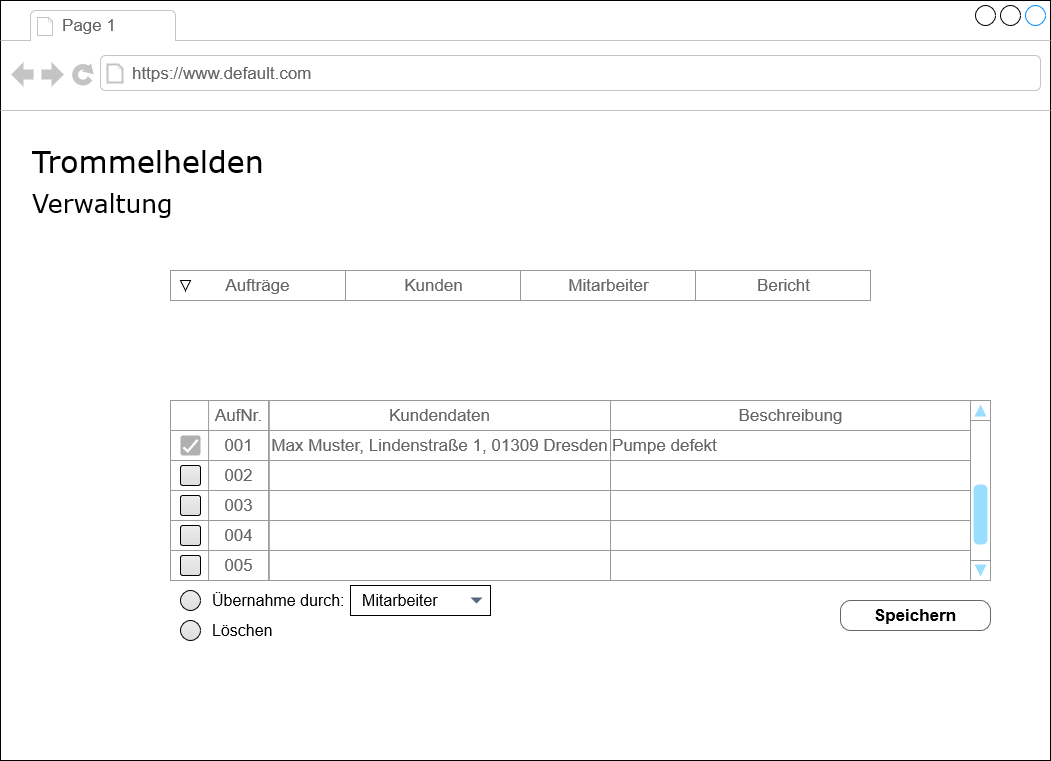 Page 1
https://www.default.com
Trommelhelden
Verwaltung
▽ Aufträge Kunden Mitarbeiter Bericht
AufNr. Kundendaten Beschreibung
001 Max Muster, Lindenstraße 1, 01309 Dresden Pumpe defekt
002
003
004
005
Übernahme durch: Mitarbeiter
Speichern
Löschen